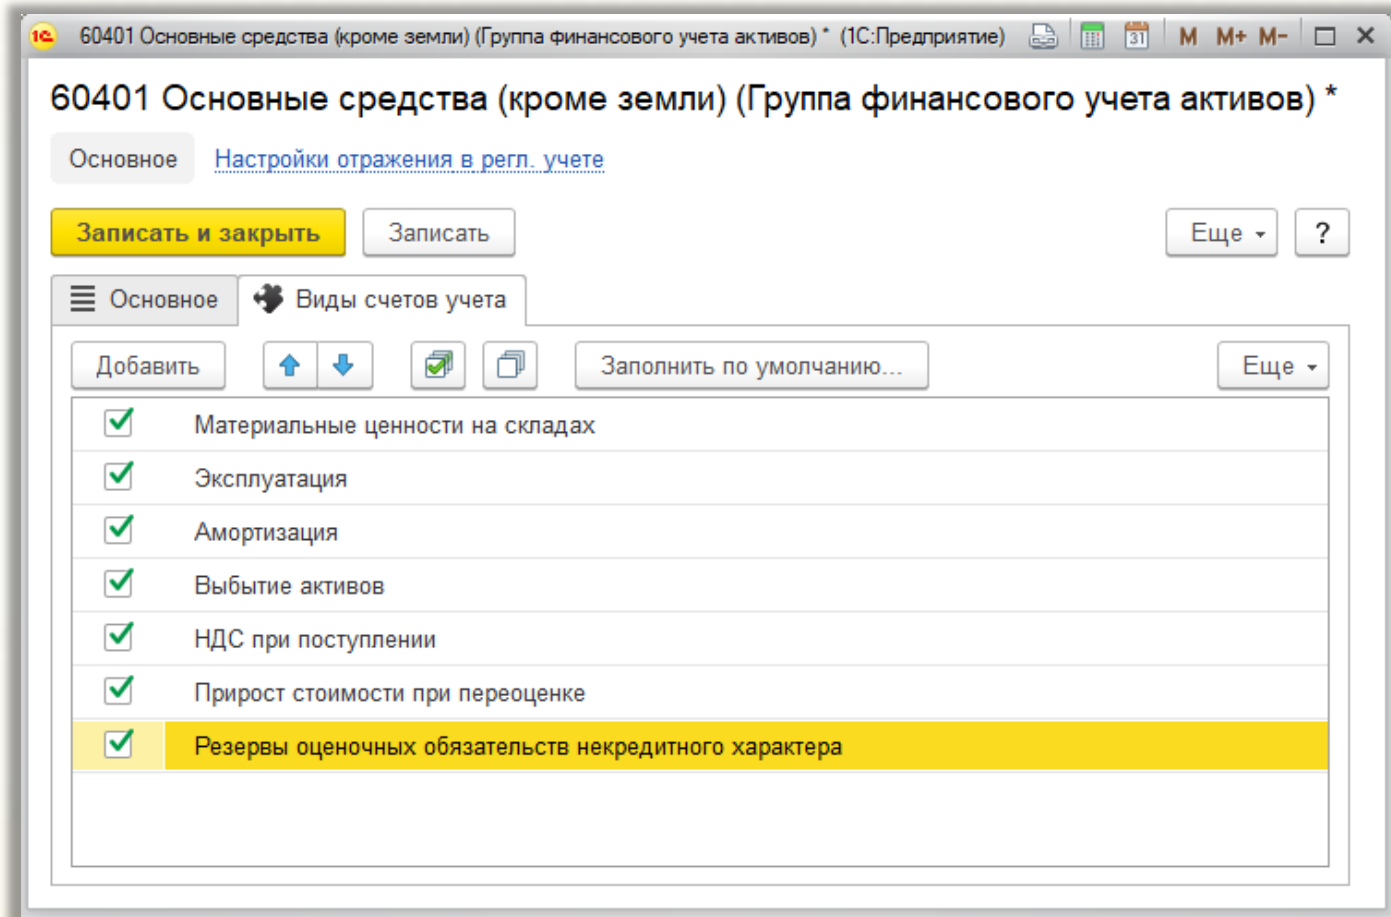 1С 60401 Основные средства (кроме земли) (Группа финансового учета активов) * (1С:Предприятие) 31 M M+ M-
60401 Основные средства (кроме земли) (Группа финансового учета активов) *
Основное Настройки отражения в регл. учете
Записать и закрыть Записать Еще ?
Основное Виды счетов учета
Добавить Заполнить по умолчанию... Еще
Материальные ценности на складах
Эксплуатация
Амортизация
Выбытие активов
НДС при поступлении
Прирост стоимости при переоценке
Резервы оценочных обязательств некредитного характера